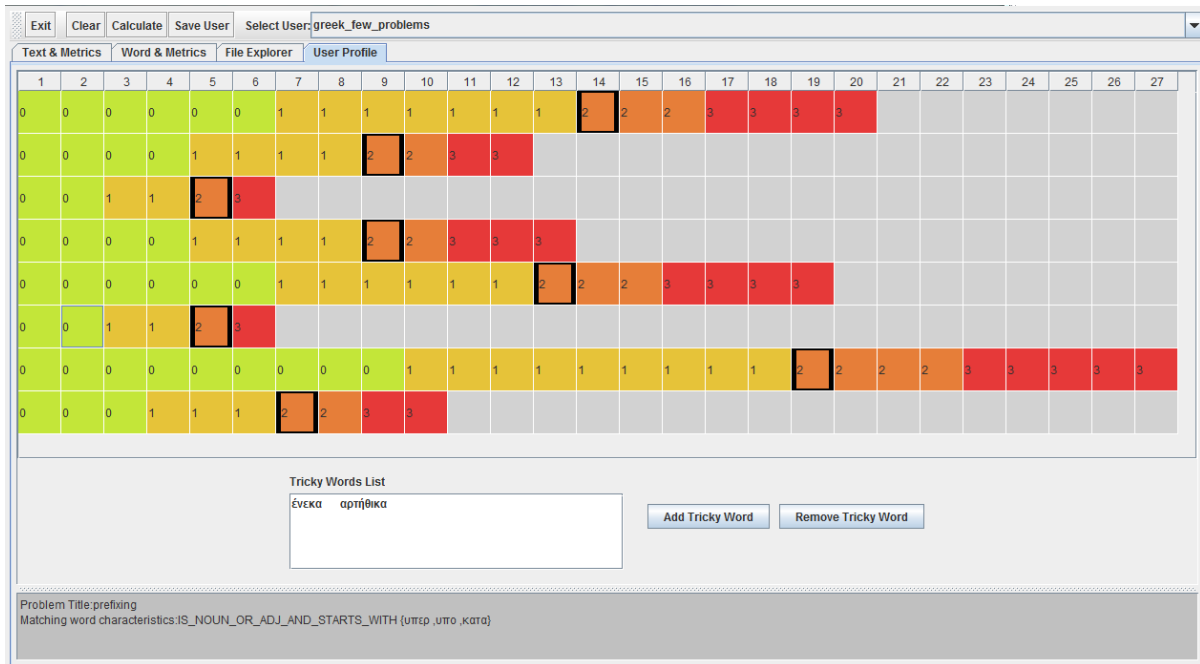 Exit Clear Calculate Save User Select User: greek_few_problems
Text & Metrics Word & Metrics File Explorer User Profile
1 2 3 4 5 6 7 8 9 10 11 12 13 14 15 16 17 18 19 20 21 22 23 24 25 26 27
0 0 0 0 0 0 1 1 1 1 1 1 1 2 2 2 3 3 3 3
0 0 0 0 1 1 1 1 2 2 3 3
0 0 1 1 2 3
0 0 0 0 1 1 1 1 2 2 3 3 3
0 0 0 0 0 0 1 1 1 1 1 1 2 2 2 3 3 3 3
0 0 1 1 2 3
0 0 0 0 0 0 0 0 0 1 1 1 1 1 1 1 1 1 2 2 2 2 3 3 3 3 3
0 0 0 1 1 1 2 2 3 3
Tricky Words List
ένεκα αρτήθικα
Add Tricky Word Remove Tricky Word
Problem Title:prefixing
Matching word characteristics:IS_NOUN_OR_ADJ_AND_STARTS_WITH {υπερ ,υπο ,κατα}